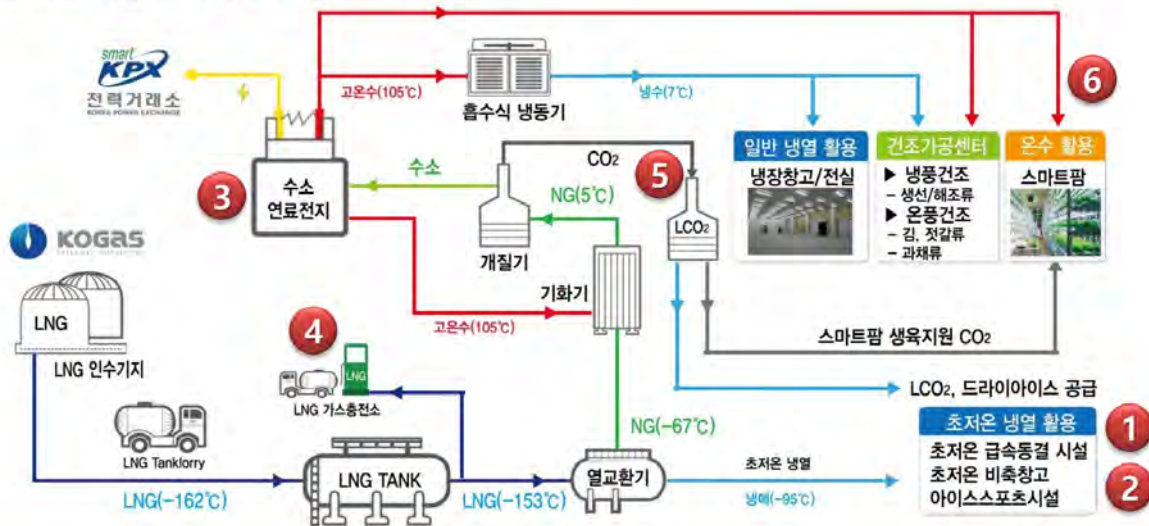 smart
KPX
전력거래소
KOREA POWER EXCHANGE
고온수(105℃)
흡수식 냉동기
냉수(7℃)
6
일반 냉열 활용
냉장창고/전실
건조가공센터
▶ 냉풍건조
– 생선/해조류
▶ 온풍건조
– 김, 젓갈류
– 과채류
온수 활용
스마트팜
3
수소
연료전지
수소
CO₂
5
NG(5℃)
개질기
LCO₂
기화기
고온수(105℃)
스마트팜 생육지원 CO₂
LCO₂, 드라이아이스 공급
KOGAS
LNG
LNG 인수기지
4
LNG
LNG 가스충전소
LNG Tanklorry
LNG(-162℃)
LNG TANK
LNG(-153℃)
NG(-67℃)
열교환기
초저온 냉열
냉매(-95℃)
초저온 냉열 활용
초저온 급속동결 시설
초저온 비축창고
아이스스포츠시설
1
2